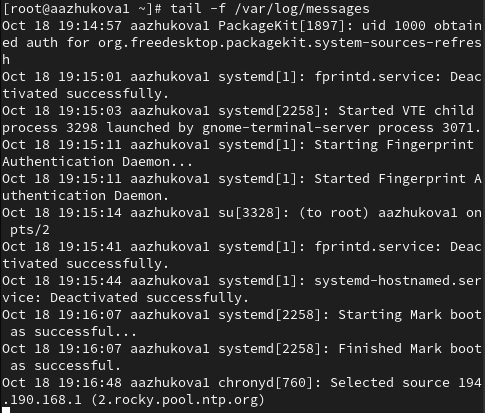 [root@aazhukova1 ~]# tail -f /var/log/messages
Oct 18 19:14:57 aazhukova1 PackageKit[1897]: uid 1000 obtain
ed auth for org.freedesktop.packagekit.system-sources-refres
h
Oct 18 19:15:01 aazhukova1 systemd[1]: fprintd.service: Deac
tivated successfully.
Oct 18 19:15:03 aazhukova1 systemd[2258]: Started VTE child
process 3298 launched by gnome-terminal-server process 3071.
Oct 18 19:15:11 aazhukova1 systemd[1]: Starting Fingerprint
Authentication Daemon...
Oct 18 19:15:11 aazhukova1 systemd[1]: Started Fingerprint A
uthentication Daemon.
Oct 18 19:15:14 aazhukova1 su[3328]: (to root) aazhukova1 on
 pts/2
Oct 18 19:15:41 aazhukova1 systemd[1]: fprintd.service: Deac
tivated successfully.
Oct 18 19:15:44 aazhukova1 systemd[1]: systemd-hostnamed.ser
vice: Deactivated successfully.
Oct 18 19:16:07 aazhukova1 systemd[2258]: Starting Mark boot
 as successful...
Oct 18 19:16:07 aazhukova1 systemd[2258]: Finished Mark boot
 as successful.
Oct 18 19:16:48 aazhukova1 chronyd[760]: Selected source 194
.190.168.1 (2.rocky.pool.ntp.org)